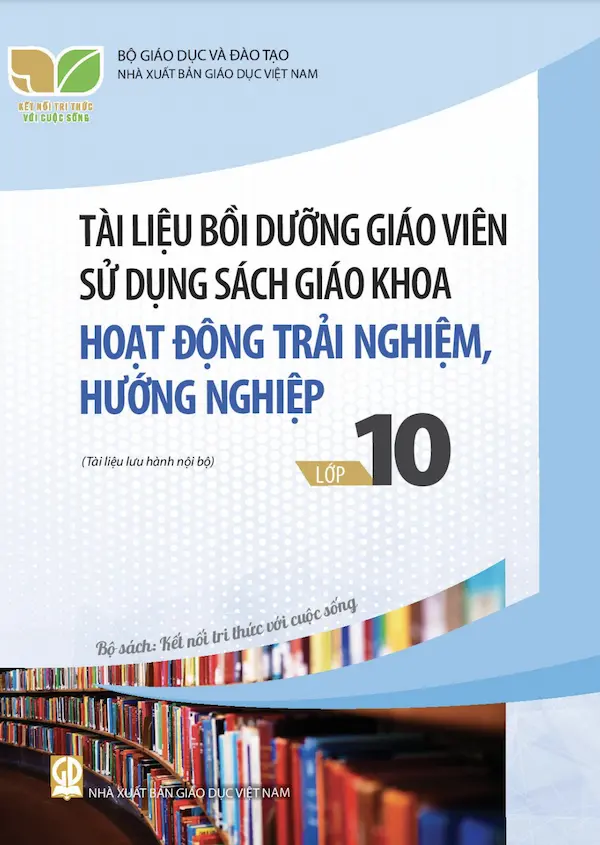 BỘ GIÁO DỤC VÀ ĐÀO TẠO
NHÀ XUẤT BẢN GIÁO DỤC VIỆT NAM
KẾT NỐI TRI THỨC
VỚI CUỘC SỐNG
TÀI LIỆU BỒI DƯỠNG GIÁO VIÊN
SỬ DỤNG SÁCH GIÁO KHOA
HOẠT ĐỘNG TRẢI NGHIỆM,
HƯỚNG NGHIỆP
(Tài liệu lưu hành nội bộ)
LỚP 10
Bộ sách: Kết nối tri thức với cuộc sống
GD
NHÀ XUẤT BẢN GIÁO DỤC VIỆT NAM